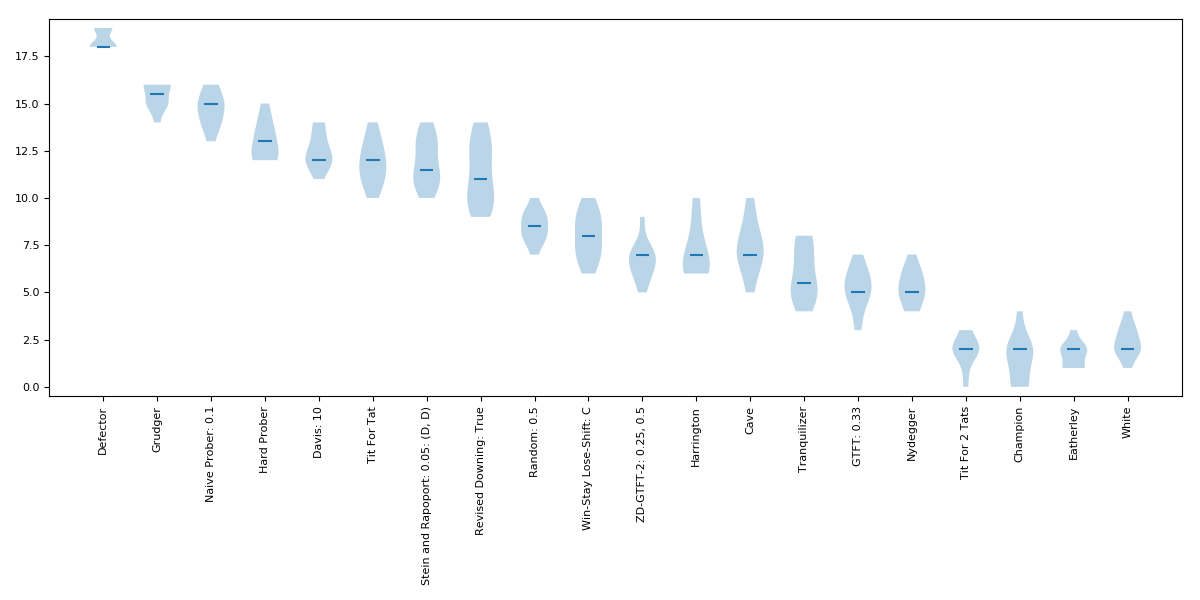 17.5
15.0
12.5
10.0
7.5
5.0
2.5
0.0
Defector
Grudger
Naive Prober: 0.1
Hard Prober
Davis: 10
Tit For Tat
Stein and Rapoport: 0.05: (D, D)
Revised Downing: True
Random: 0.5
Win-Stay Lose-Shift: C
ZD-GTFT-2: 0.25, 0.5
Harrington
Cave
Tranquilizer
GTFT: 0.33
Nydegger
Tit For 2 Tats
Champion
Eatherley
White